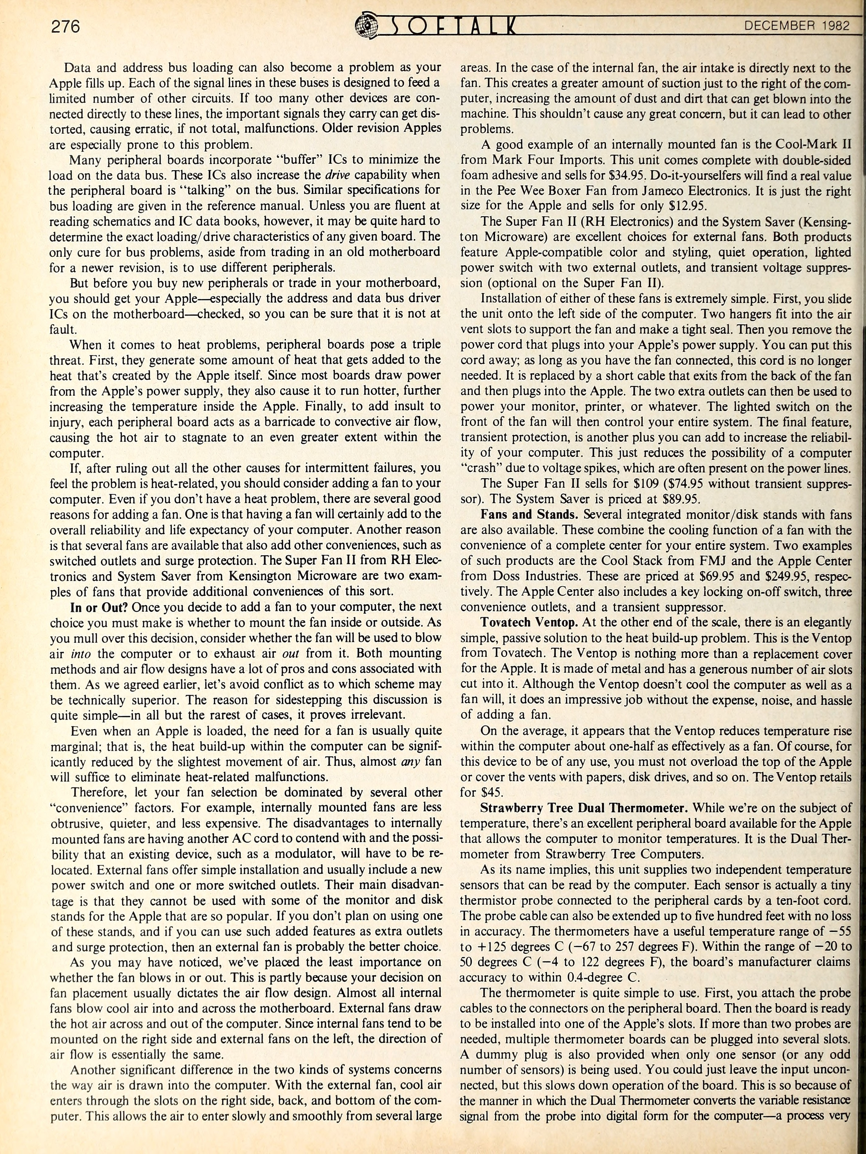 276
SOFTALK
DECEMBER 1982
Data and address bus loading can also become a problem as your
Apple fills up. Each of the signal lines in these buses is designed to feed a
limited number of other circuits. If too many other devices are con-
nected directly to these lines, the important signals they carry can get dis-
torted, causing erratic, if not total, malfunctions. Older revision Apples
are especially prone to this problem.
Many peripheral boards incorporate “buffer” ICs to minimize the
load on the data bus. These ICs also increase the drive capability when
the peripheral board is “talking” on the bus. Similar specifications for
bus loading are given in the reference manual. Unless you are fluent at
reading schematics and IC data books, however, it may be quite hard to
determine the exact loading/drive characteristics of any given board. The
only cure for bus problems, aside from trading in an old motherboard
for a newer revision, is to use different peripherals.
But before you buy new peripherals or trade in your motherboard,
you should get your Apple—especially the address and data bus driver
ICs on the motherboard—checked, so you can be sure that it is not at
fault.
When it comes to heat problems, peripheral boards pose a triple
threat. First, they generate some amount of heat that gets added to the
heat that's created by the Apple itself. Since most boards draw power
from the Apple's power supply, they also cause it to run hotter, further
increasing the temperature inside the Apple. Finally, to add insult to
injury, each peripheral board acts as a barricade to convective air flow,
causing the hot air to stagnate to an even greater extent within the
computer.
If, after ruling out all the other causes for intermittent failures, you
feel the problem is heat-related, you should consider adding a fan to your
computer. Even if you don't have a heat problem, there are several good
reasons for adding a fan. One is that having a fan will certainly add to the
overall reliability and life expectancy of your computer. Another reason
is that several fans are available that also add other conveniences, such as
switched outlets and surge protection. The Super Fan II from RH Elec-
tronics and System Saver from Kensington Microware are two exam-
ples of fans that provide additional conveniences of this sort.
In or Out? Once you decide to add a fan to your computer, the next
choice you must make is whether to mount the fan inside or outside. As
you mull over this decision, consider whether the fan will be used to blow
air into the computer or to exhaust air out from it. Both mounting
methods and air flow designs have a lot of pros and cons associated with
them. As we agreed earlier, let's avoid conflict as to which scheme may
be technically superior. The reason for sidestepping this discussion is
quite simple—in all but the rarest of cases, it proves irrelevant.
Even when an Apple is loaded, the need for a fan is usually quite
marginal; that is, the heat build-up within the computer can be signif-
icantly reduced by the slightest movement of air. Thus, almost any fan
will suffice to eliminate heat-related malfunctions.
Therefore, let your fan selection be dominated by several other
“convenience” factors. For example, internally mounted fans are less
obtrusive, quieter, and less expensive. The disadvantages to internally
mounted fans are having another AC cord to contend with and the possi-
bility that an existing device, such as a modulator, will have to be re-
located. External fans offer simple installation and usually include a new
power switch and one or more switched outlets. Their main disadvan-
tage is that they cannot be used with some of the monitor and disk
stands for the Apple that are so popular. If you don't plan on using one
of these stands, and if you can use such added features as extra outlets
and surge protection, then an external fan is probably the better choice.
As you may have noticed, we've placed the least importance on
whether the fan blows in or out. This is partly because your decision on
fan placement usually dictates the air flow design. Almost all internal
fans blow cool air into and across the motherboard. External fans draw
the hot air across and out of the computer. Since internal fans tend to be
mounted on the right side and external fans on the left, the direction of
air flow is essentially the same.
Another significant difference in the two kinds of systems concerns
the way air is drawn into the computer. With the external fan, cool air
enters through the slots on the right side, back, and bottom of the com-
puter. This allows the air to enter slowly and smoothly from several large
areas. In the case of the internal fan, the air intake is directly next to the
fan. This creates a greater amount of suction just to the right of the com-
puter, increasing the amount of dust and dirt that can get blown into the
machine. This shouldn't cause any great concern, but it can lead to other
problems.
A good example of an internally mounted fan is the Cool-Mark II
from Mark Four Imports. This unit comes complete with double-sided
foam adhesive and sells for $34.95. Do-it-yourselfers will find a real value
in the Pee Wee Boxer Fan from Jameco Electronics. It is just the right
size for the Apple and sells for only $12.95.
The Super Fan II (RH Electronics) and the System Saver (Kensing-
ton Microware) are excellent choices for external fans. Both products
feature Apple-compatible color and styling, quiet operation, lighted
power switch with two external outlets, and transient voltage suppres-
sion (optional on the Super Fan II).
Installation of either of these fans is extremely simple. First, you slide
the unit onto the left side of the computer. Two hangers fit into the air
vent slots to support the fan and make a tight seal. Then you remove the
power cord that plugs into your Apple's power supply. You can put this
cord away; as long as you have the fan connected, this cord is no longer
needed. It is replaced by a short cable that exits from the back of the fan
and then plugs into the Apple. The two extra outlets can then be used to
power your monitor, printer, or whatever. The lighted switch on the
front of the fan will then control your entire system. The final feature,
transient protection, is another plus you can add to increase the reliabil-
ity of your computer. This just reduces the possibility of a computer
“crash” due to voltage spikes, which are often present on the power lines.
The Super Fan II sells for $109 ($74.95 without transient suppres-
sor). The System Saver is priced at $89.95.
Fans and Stands. Several integrated monitor/disk stands with fans
are also available. These combine the cooling function of a fan with the
convenience of a complete center for your entire system. Two examples
of such products are the Cool Stack from FMJ and the Apple Center
from Doss Industries. These are priced at $69.95 and $249.95, respec-
tively. The Apple Center also includes a key locking on-off switch, three
convenience outlets, and a transient suppressor.
Tovatech Ventop. At the other end of the scale, there is an elegantly
simple, passive solution to the heat build-up problem. This is the Ventop
from Tovatech. The Ventop is nothing more than a replacement cover
for the Apple. It is made of metal and has a generous number of air slots
cut into it. Although the Ventop doesn't cool the computer as well as a
fan will, it does an impressive job without the expense, noise, and hassle
of adding a fan.
On the average, it appears that the Ventop reduces temperature rise
within the computer about one-half as effectively as a fan. Of course, for
this device to be of any use, you must not overload the top of the Apple
or cover the vents with papers, disk drives, and so on. The Ventop retails
for $45.
Strawberry Tree Dual Thermometer. While we're on the subject of
temperature, there's an excellent peripheral board available for the Apple
that allows the computer to monitor temperatures. It is the Dual Ther-
mometer from Strawberry Tree Computers.
As its name implies, this unit supplies two independent temperature
sensors that can be read by the computer. Each sensor is actually a tiny
thermistor probe connected to the peripheral cards by a ten-foot cord.
The probe cable can also be extended up to five hundred feet with no loss
in accuracy. The thermometers have a useful temperature range of −55
to +125 degrees C (−67 to 257 degrees F). Within the range of −20 to
50 degrees C (−4 to 122 degrees F), the board's manufacturer claims
accuracy to within 0.4-degree C.
The thermometer is quite simple to use. First, you attach the probe
cables to the connectors on the peripheral board. Then the board is ready
to be installed into one of the Apple's slots. If more than two probes are
needed, multiple thermometer boards can be plugged into several slots.
A dummy plug is also provided when only one sensor (or any odd
number of sensors) is being used. You could just leave the input uncon-
nected, but this slows down operation of the board. This is so because of
the manner in which the Dual Thermometer converts the variable resistance
signal from the probe into digital form for the computer—a process very